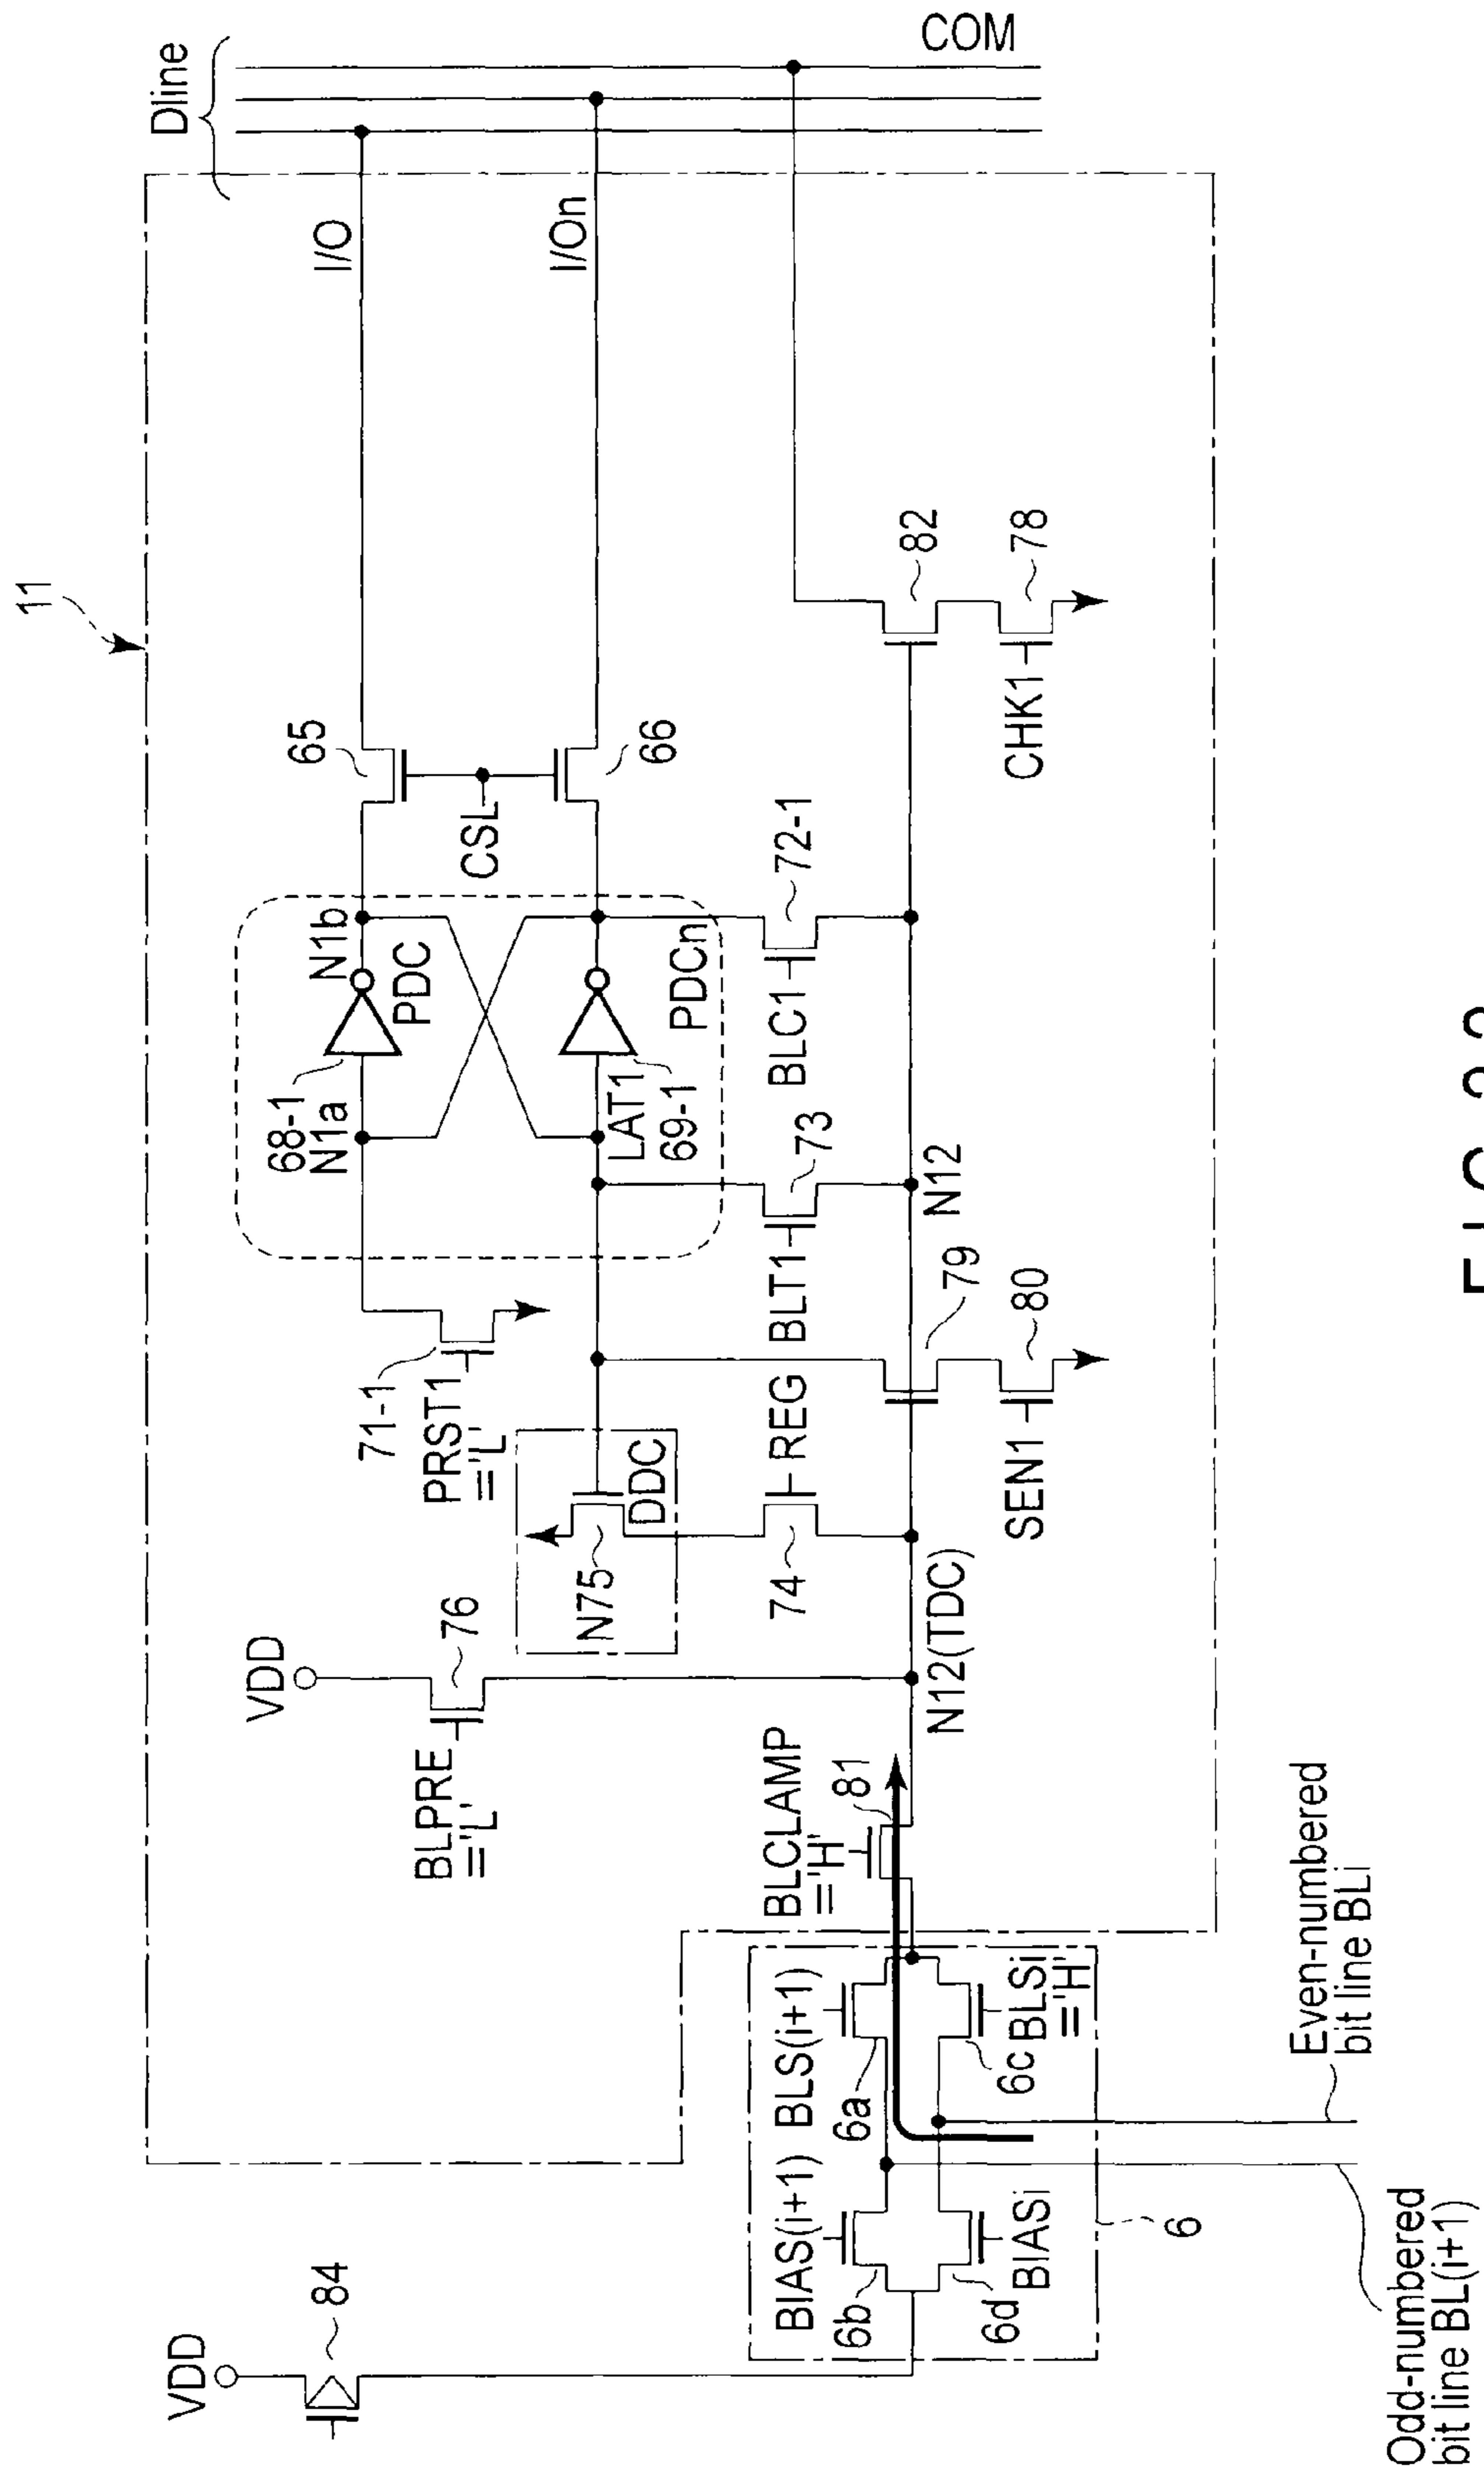 11
Dline
COM
I/O
I/On
VDD
84
VDD
BLPRE
='L'
76
71-1
PRST1
='L'
68-1
N1a
N1b
PDC
LAT1
69-1
PDCn
65
CSL
66
N75
DDC
74
REG
BLT1
73
BLC1
72-1
BLCLAMP
='H'
81
N12(TDC)
N12
79
SEN1
80
82
CHK1
78
BIAS(i+1)
BLS(i+1)
6b
6a
6d
BIASi
6c
BLSi
='H'
6
Odd-numbered
bit line BL(i+1)
Even-numbered
bit line BLi